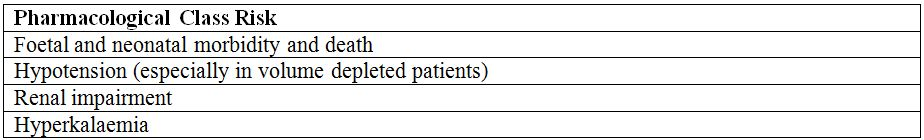 Pharmacological Class Risk
Foetal and neonatal morbidity and death
Hypotension (especially in volume depleted patients)
Renal impairment
Hyperkalaemia